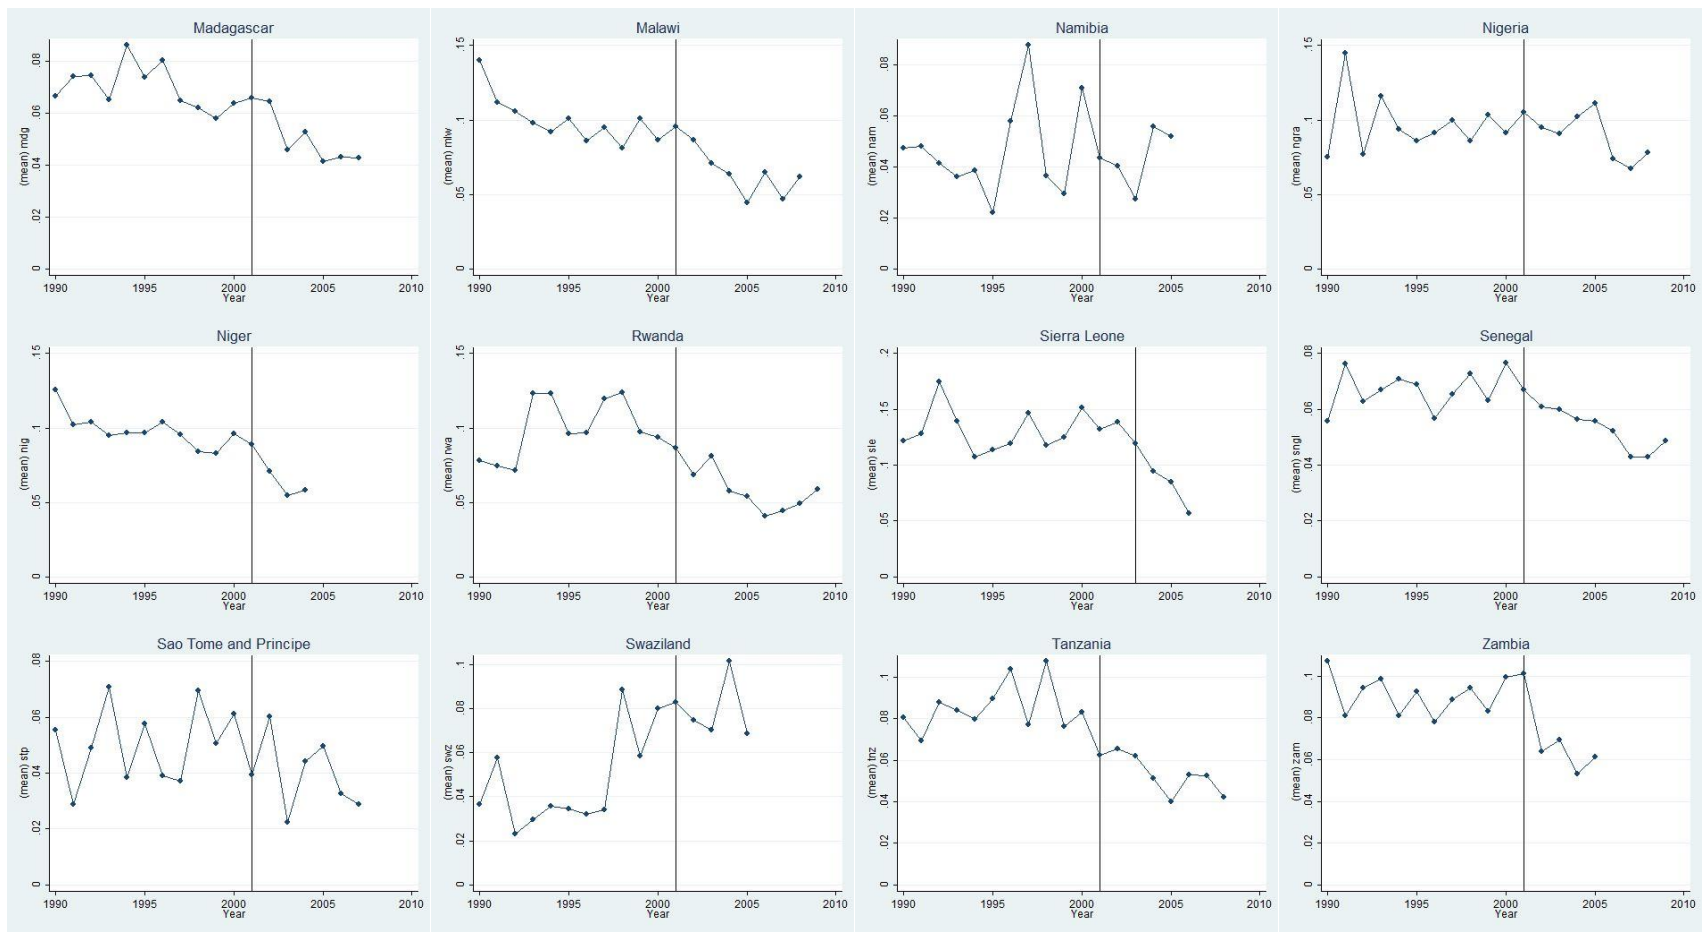 Madagascar
(mean) mdg
0 .02 .04 .06 .08
1990 1995 2000 2005 2010
Year
Malawi
(mean) mlw
0 .05 .1 .15
1990 1995 2000 2005 2010
Year
Namibia
(mean) nam
0 .02 .04 .06 .08
1990 1995 2000 2005 2010
Year
Nigeria
(mean) ngra
0 .05 .1 .15
1990 1995 2000 2005 2010
Year
Niger
(mean) nig
0 .05 .1 .15
1990 1995 2000 2005 2010
Year
Rwanda
(mean) rwa
0 .05 .1 .15
1990 1995 2000 2005 2010
Year
Sierra Leone
(mean) sle
0 .05 .1 .15 .2
1990 1995 2000 2005 2010
Year
Senegal
(mean) sngl
0 .02 .04 .06 .08
1990 1995 2000 2005 2010
Year
Sao Tome and Principe
(mean) stp
0 .02 .04 .06 .08
1990 1995 2000 2005 2010
Year
Swaziland
(mean) swz
0 .02 .04 .06 .08 .1
1990 1995 2000 2005 2010
Year
Tanzania
(mean) tnz
0 .02 .04 .06 .08 .1
1990 1995 2000 2005 2010
Year
Zambia
(mean) zam
0 .02 .04 .06 .08 .1
1990 1995 2000 2005 2010
Year